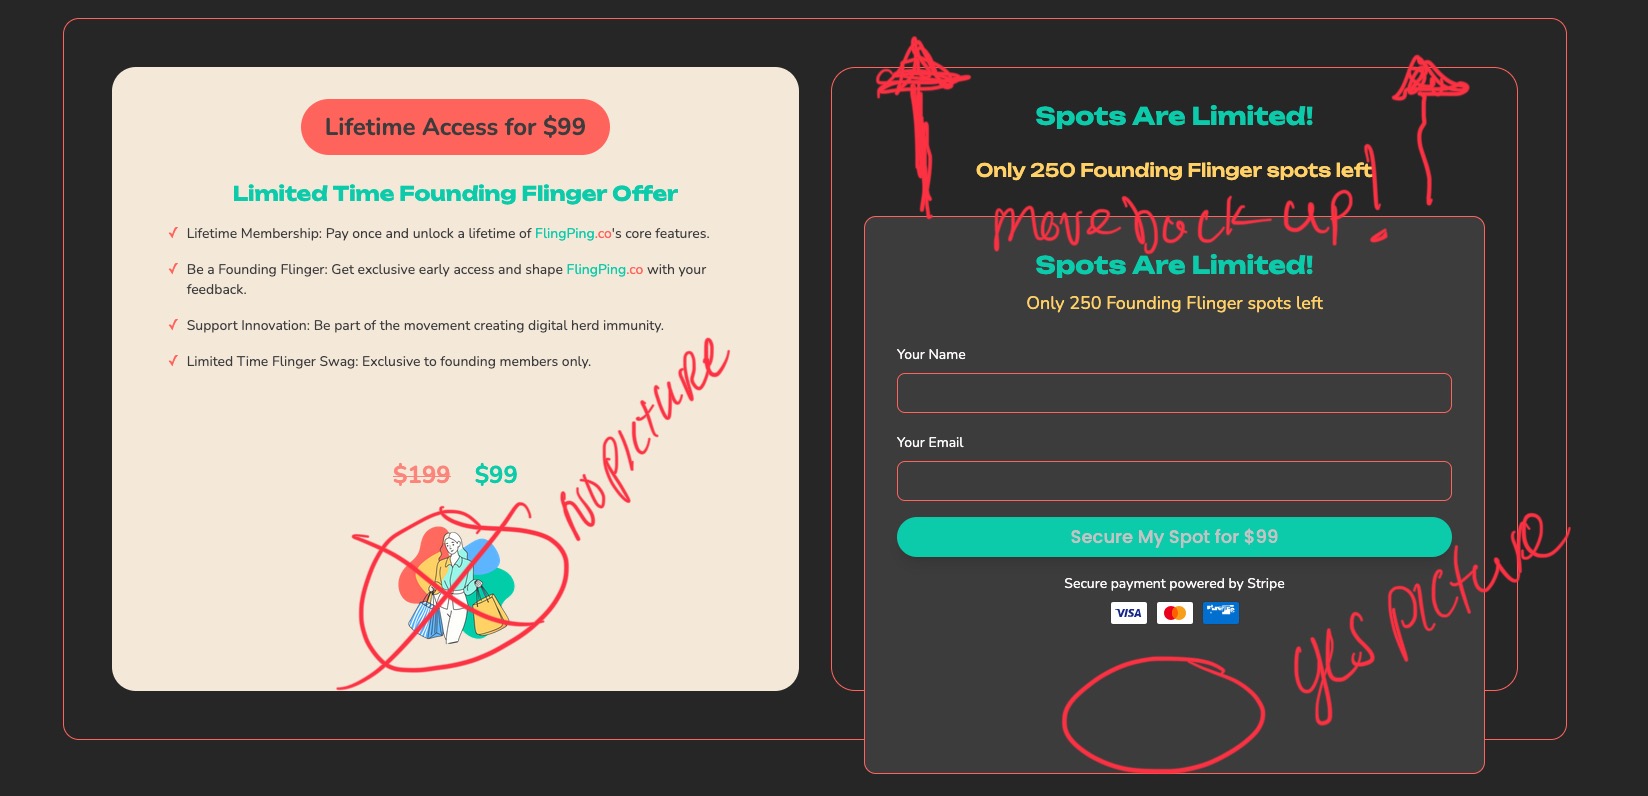 Lifetime Access for $99
Limited Time Founding Flinger Offer
✓ Lifetime Membership: Pay once and unlock a lifetime of FlingPing.co's core features.
✓ Be a Founding Flinger: Get exclusive early access and shape FlingPing.co with your
feedback.
✓ Support Innovation: Be part of the movement creating digital herd immunity.
✓ Limited Time Flinger Swag: Exclusive to founding members only.
$199 $99
no picture
Spots Are Limited!
Only 250 Founding Flinger spots left
move back up!
Spots Are Limited!
Only 250 Founding Flinger spots left
Your Name
Your Email
Secure My Spot for $99
Secure payment powered by Stripe
VISA
yes picture